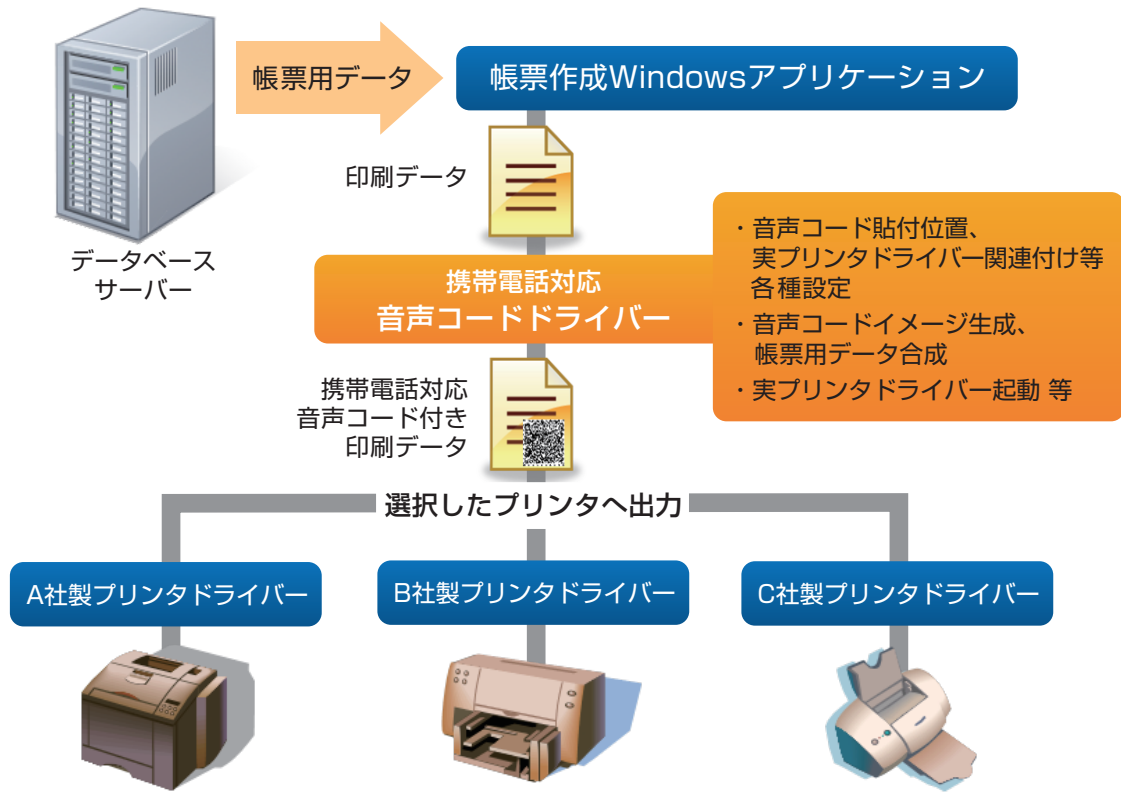 帳票用データ
帳票作成Windowsアプリケーション
印刷データ
データベース
サーバー
携帯電話対応
音声コードドライバー
・音声コード貼付位置、
実プリンタドライバー関連付け等
各種設定
・音声コードイメージ生成、
帳票用データ合成
・実プリンタドライバー起動 等
携帯電話対応
音声コード付き
印刷データ
選択したプリンタへ出力
A社製プリンタドライバー
B社製プリンタドライバー
C社製プリンタドライバー